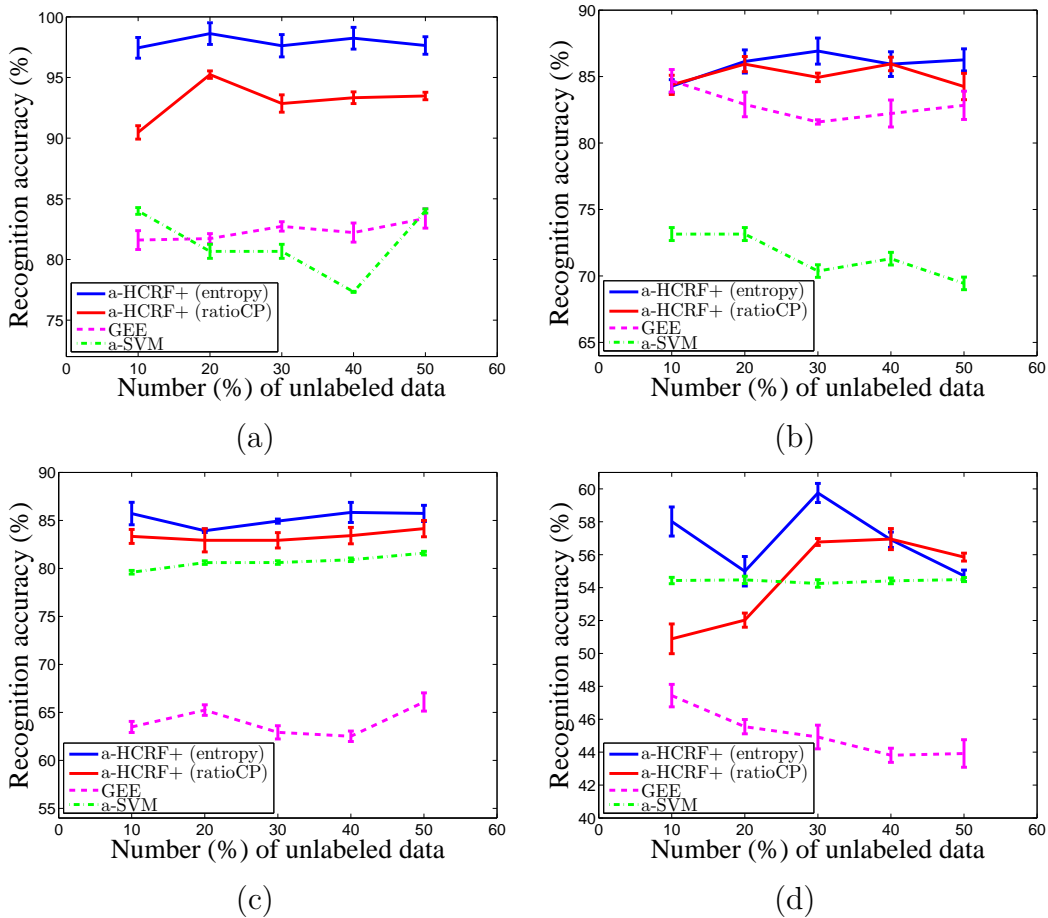 100
95
90
85
80
75
0 10 20 30 40 50 60
Recognition accuracy (%)
Number (%) of unlabeled data
a-HCRF+ (entropy)
a-HCRF+ (ratioCP)
GEE
a-SVM
(a)
90
85
80
75
70
65
0 10 20 30 40 50 60
Recognition accuracy (%)
Number (%) of unlabeled data
a-HCRF+ (entropy)
a-HCRF+ (ratioCP)
GEE
a-SVM
(b)
90
85
80
75
70
65
60
55
0 10 20 30 40 50 60
Recognition accuracy (%)
Number (%) of unlabeled data
a-HCRF+ (entropy)
a-HCRF+ (ratioCP)
GEE
a-SVM
(c)
60
58
56
54
52
50
48
46
44
42
40
0 10 20 30 40 50 60
Recognition accuracy (%)
Number (%) of unlabeled data
a-HCRF+ (entropy)
a-HCRF+ (ratioCP)
GEE
a-SVM
(d)